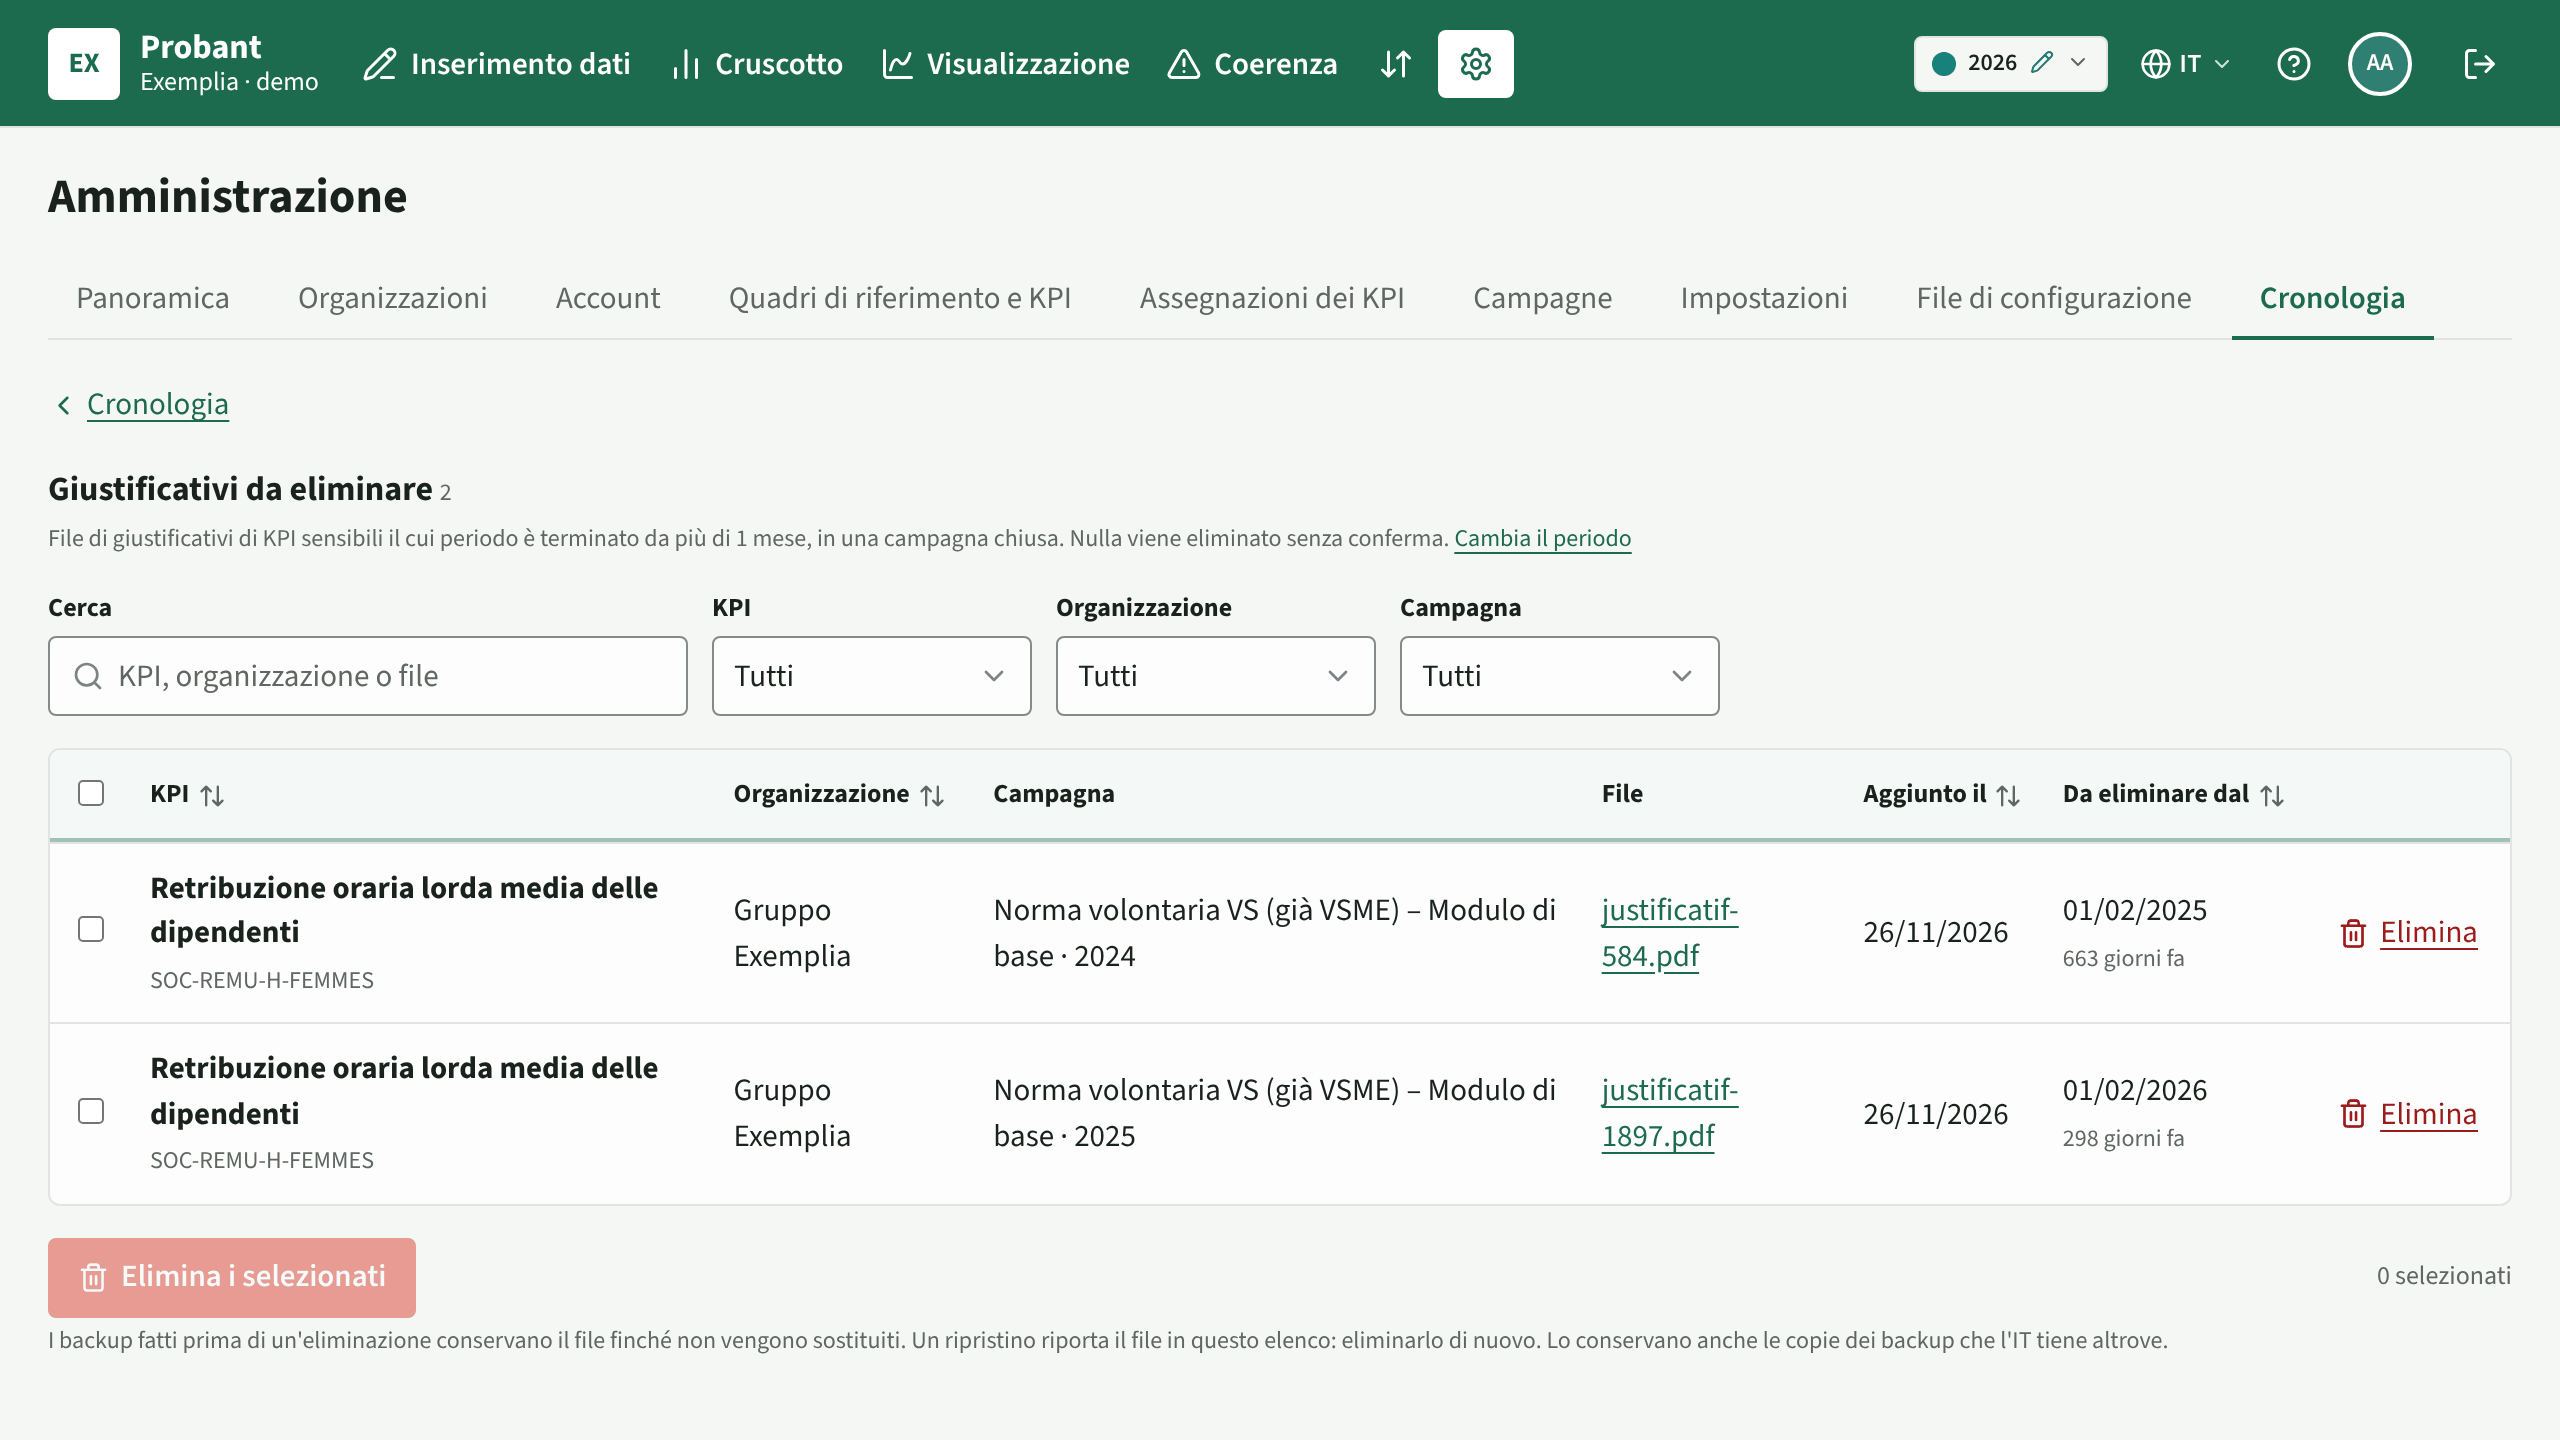 EX
Probant
Exemplia · demo
Inserimento dati
Cruscotto
Visualizzazione
Coerenza
2026
IT
AA
Amministrazione
Panoramica
Organizzazioni
Account
Quadri di riferimento e KPI
Assegnazioni dei KPI
Campagne
Impostazioni
File di configurazione
Cronologia
Cronologia
Giustificativi da eliminare 2
File di giustificativi di KPI sensibili il cui periodo è terminato da più di 1 mese, in una campagna chiusa. Nulla viene eliminato senza conferma. Cambia il periodo
Cerca
KPI
Organizzazione
Campagna
KPI, organizzazione o file
Tutti
Tutti
Tutti
KPI
Organizzazione
Campagna
File
Aggiunto il
Da eliminare dal
Retribuzione oraria lorda media delle
dipendenti
SOC-REMU-H-FEMMES
Gruppo
Exemplia
Norma volontaria VS (già VSME) – Modulo di
base · 2024
justificatif-
584.pdf
26/11/2026
01/02/2025
663 giorni fa
Elimina
Retribuzione oraria lorda media delle
dipendenti
SOC-REMU-H-FEMMES
Gruppo
Exemplia
Norma volontaria VS (già VSME) – Modulo di
base · 2025
justificatif-
1897.pdf
26/11/2026
01/02/2026
298 giorni fa
Elimina
Elimina i selezionati
0 selezionati
I backup fatti prima di un'eliminazione conservano il file finché non vengono sostituiti. Un ripristino riporta il file in questo elenco: eliminarlo di nuovo. Lo conservano anche le copie dei backup che l'IT tiene altrove.